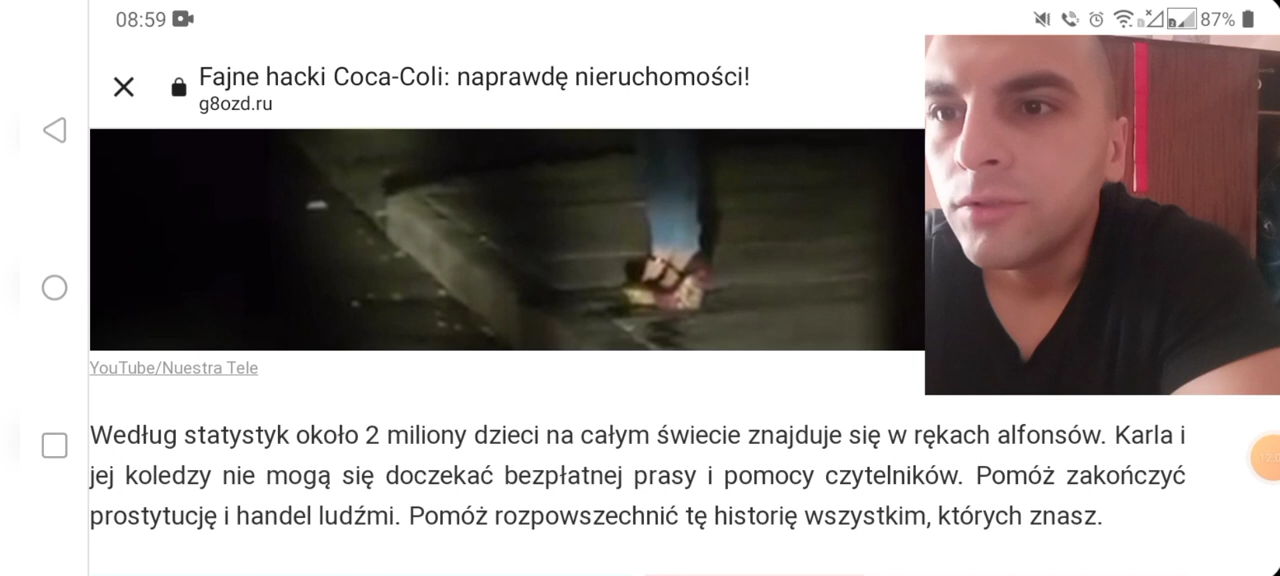 08:59
87%
Fajne hacki Coca-Coli: naprawdę nieruchomości!
g8ozd.ru
YouTube/Nuestra Tele
Według statystyk około 2 miliony dzieci na całym świecie znajduje się w rękach alfonsów. Karla i
jej koledzy nie mogą się doczekać bezpłatnej prasy i pomocy czytelników. Pomóż zakończyć
prostytucję i handel ludźmi. Pomóż rozpowszechnić tę historię wszystkim, których znasz.